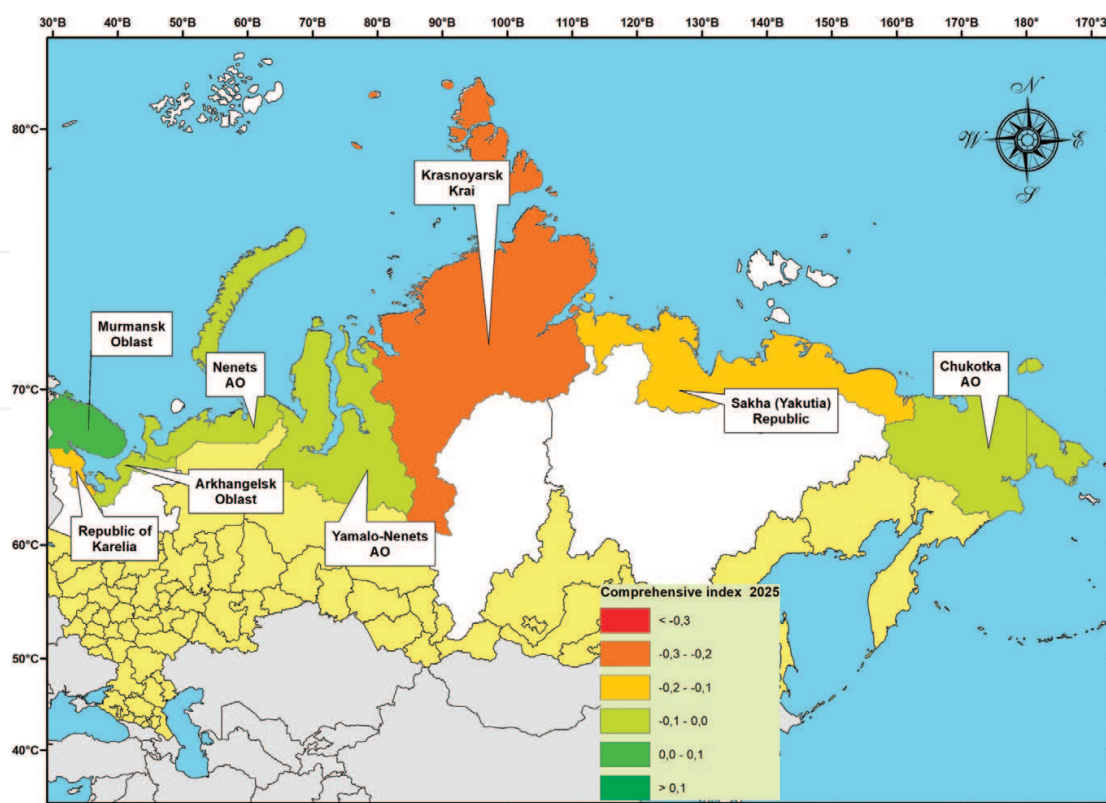 30°B 40°B 50°B 60°B 70°B 80°B 90°B 100°B 110°B 120°B 130°B 140°B 150°B 160°B 170°B 180° 170°3
80°C
70°C
60°C
50°C
40°C
N
W E
S
Krasnoyarsk
Krai
Murmansk
Oblast
Nenets
AO
Chukotka
AO
Sakha (Yakutia)
Republic
Arkhangelsk
Oblast
Republic of
Karelia
Yamalo-Nenets
AO
Comprehensive index 2025
< -0,3
-0,3 - -0,2
-0,2 - -0,1
-0,1 - 0,0
0,0 - 0,1
> 0,1